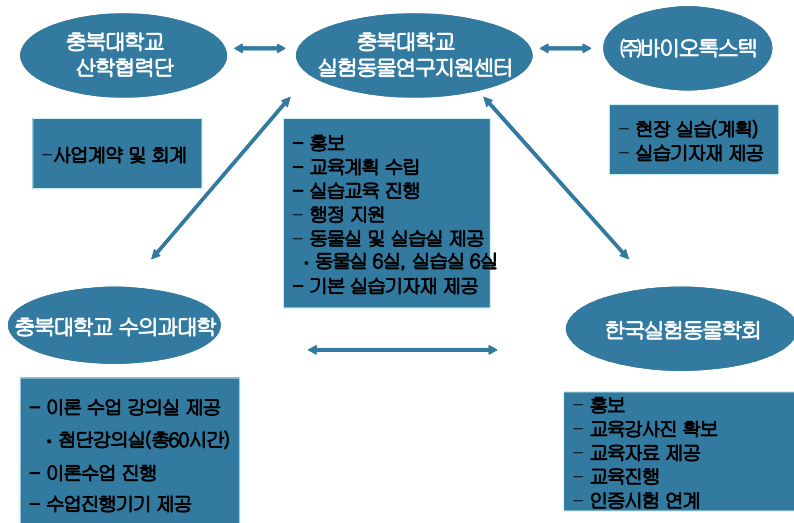 충북대학교
산학협력단
충북대학교
실험동물연구지원센터
㈜바이오톡스텍
-사업계약 및 회계
- 홍보
- 교육계획 수립
- 실습교육 진행
- 행정 지원
- 동물실 및 실습실 제공
· 동물실 6실, 실습실 6실
- 기본 실습기자재 제공
- 현장 실습(계획)
- 실습기자재 제공
충북대학교 수의과대학
한국실험동물학회
- 이론 수업 강의실 제공
· 첨단강의실(총60시간)
- 이론수업 진행
- 수업진행기기 제공
- 홍보
- 교육강사진 확보
- 교육자료 제공
- 교육진행
- 인증시험 연계